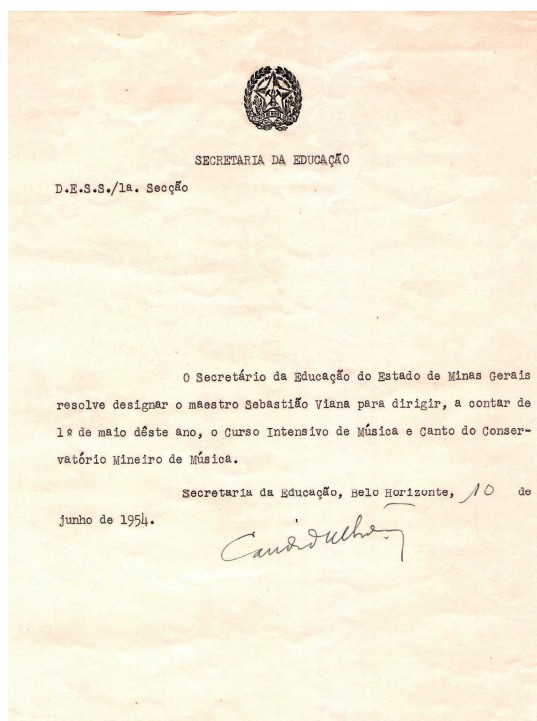 SECRETARIA DA EDUCAÇÃO
D.E.S.S./1a. Secção
O Secretário da Educação do Estado de Minas Gerais
resolve designar o maestro Sebastião Viana para dirigir, a contar de
1º de maio dêste ano, o Curso Intensivo de Música e Canto do Conser-
vatório Mineiro de Música.
Secretaria da Educação, Belo Horizonte, 10 de
junho de 1954.